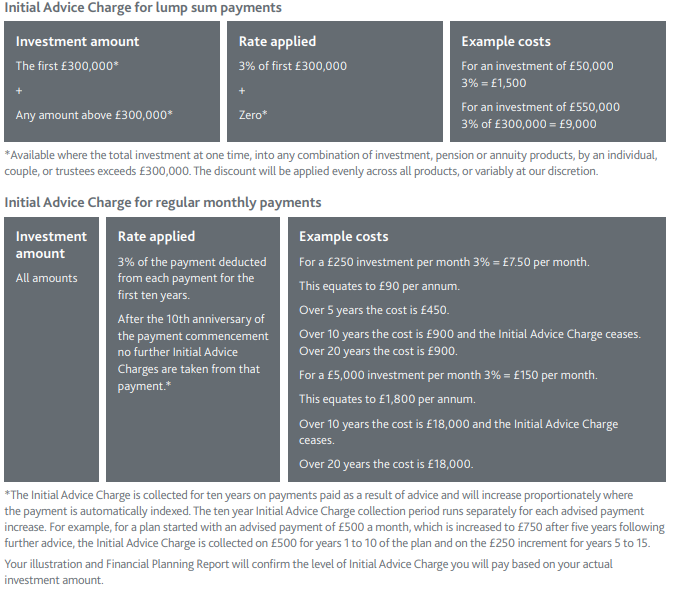 Initial Advice Charge for lump sum payments
Investment amount
The first £300,000*
+
Any amount above £300,000*
Rate applied
3% of first £300,000
+
Zero*
Example costs
For an investment of £50,000
3% = £1,500
For an investment of £550,000
3% of £300,000 = £9,000
*Available where the total investment at one time, into any combination of investment, pension or annuity products, by an individual,
couple, or trustees exceeds £300,000. The discount will be applied evenly across all products, or variably at our discretion.
Initial Advice Charge for regular monthly payments
Investment
amount
All amounts
Rate applied
3% of the payment deducted
from each payment for the
first ten years.
After the 10th anniversary of
the payment commencement
no further Initial Advice
Charges are taken from that
payment.*
Example costs
For a £250 investment per month 3% = £7.50 per month.
This equates to £90 per annum.
Over 5 years the cost is £450.
Over 10 years the cost is £900 and the Initial Advice Charge ceases.
Over 20 years the cost is £900.
For a £5,000 investment per month 3% = £150 per month.
This equates to £1,800 per annum.
Over 10 years the cost is £18,000 and the Initial Advice Charge
ceases.
Over 20 years the cost is £18,000.
*The Initial Advice Charge is collected for ten years on payments paid as a result of advice and will increase proportionately where
the payment is automatically indexed. The ten year Initial Advice Charge collection period runs separately for each advised payment
increase. For example, for a plan started with an advised payment of £500 a month, which is increased to £750 after five years following
further advice, the Initial Advice Charge is collected on £500 for years 1 to 10 of the plan and on the £250 increment for years 5 to 15.
Your illustration and Financial Planning Report will confirm the level of Initial Advice Charge you will pay based on your actual
investment amount.